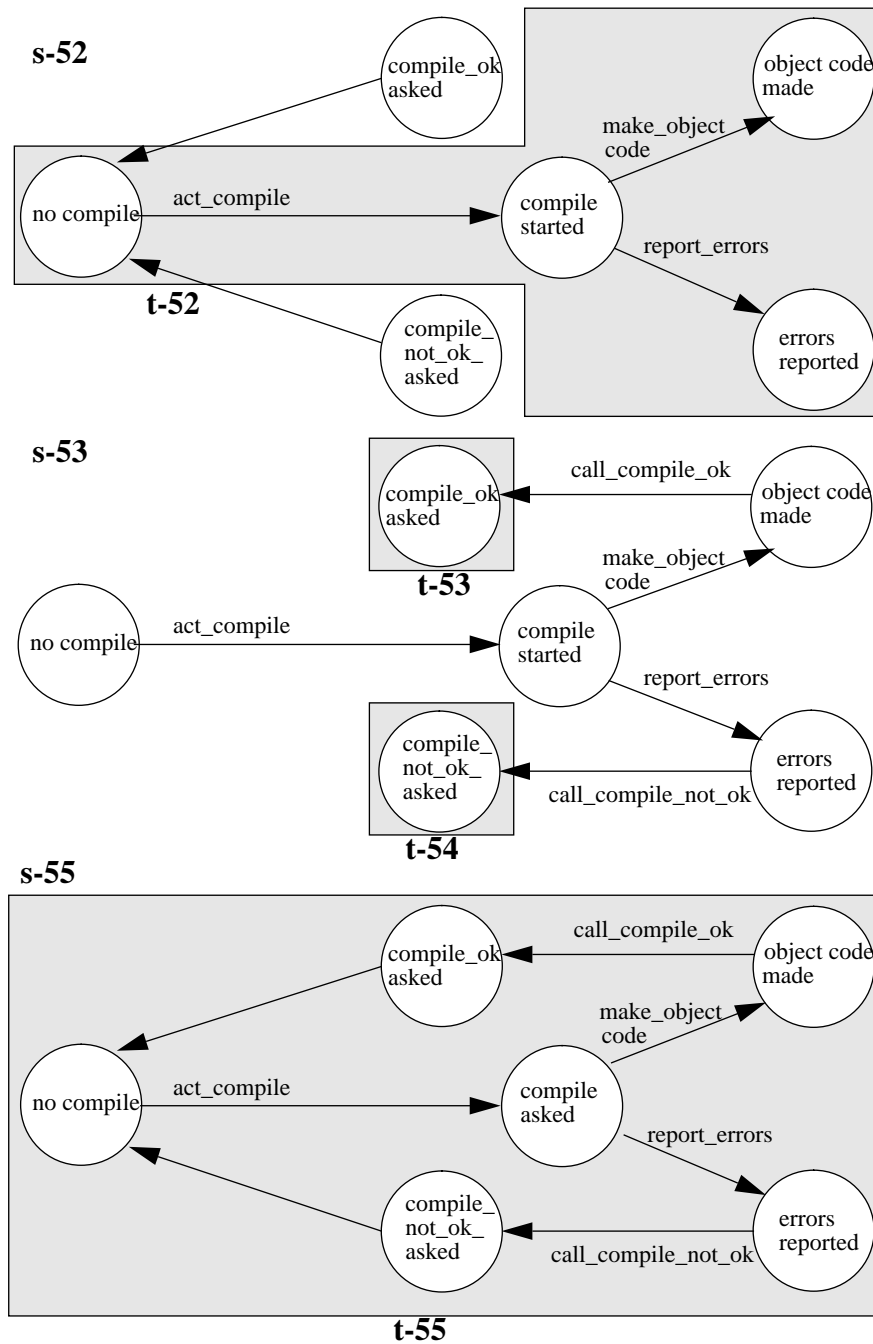 s-52
compile_ok
asked
object code
made
make_object
code
no compile
act_compile
compile
started
report_errors
t-52
compile_
not_ok_
asked
errors
reported
s-53
compile_ok
asked
call_compile_ok
object code
made
t-53
make_object
code
no compile
act_compile
compile
started
report_errors
compile_
not_ok_
asked
errors
reported
call_compile_not_ok
t-54
s-55
compile_ok
asked
call_compile_ok
object code
made
make_object
code
no compile
act_compile
compile
asked
report_errors
compile_
not_ok_
asked
errors
reported
call_compile_not_ok
t-55